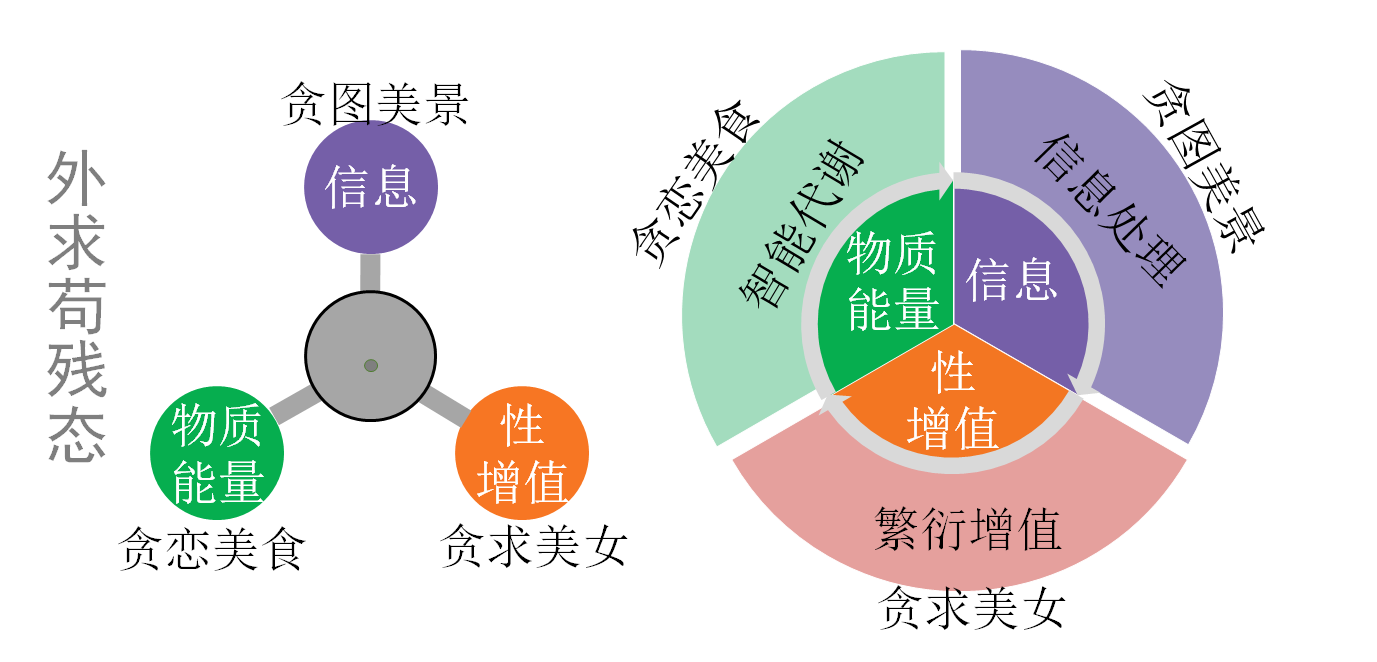 外求苟残态
贪图美景
信息
物质
能量
贪恋美食
性
增值
贪求美女
贪恋美食
智能代谢
物质
能量
贪图美景
信息处理
信息
性
增值
繁衍增值
贪求美女